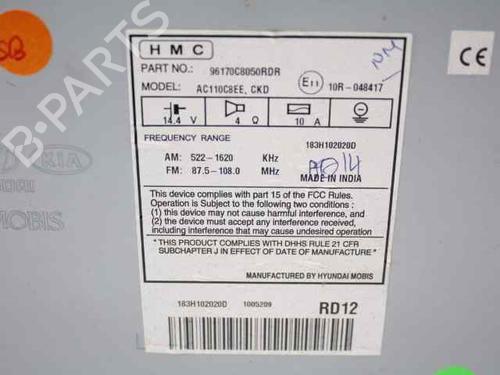 HMC
PART NO.: 96170C8050RDR
E11 10R-048417
MODEL: AC110C8EE, CKD
14.4 V 4 Ω 10 A
FREQUENCY RANGE
183H102020D
AM: 522-1620 KHz
FM: 87.5-108.0 MHz MADE IN INDIA
This device complies with part 15 of the FCC Rules.
Operation is Subject to the following two conditions:
(1) this device may not cause harmful interference, and
(2) the device must accept any interference received,
including interference that may cause undesired operation
* THIS PRODUCT COMPLIES WITH DHHS RULE 21 CFR
SUBCHAPTER J IN EFFECT OF DATE OF MANUFACTURE *
MANUFACTURED BY HYUNDAI MOBIS
183H102020D 1005209
RD12
CE
KIA
MOBIS
B-PARTS